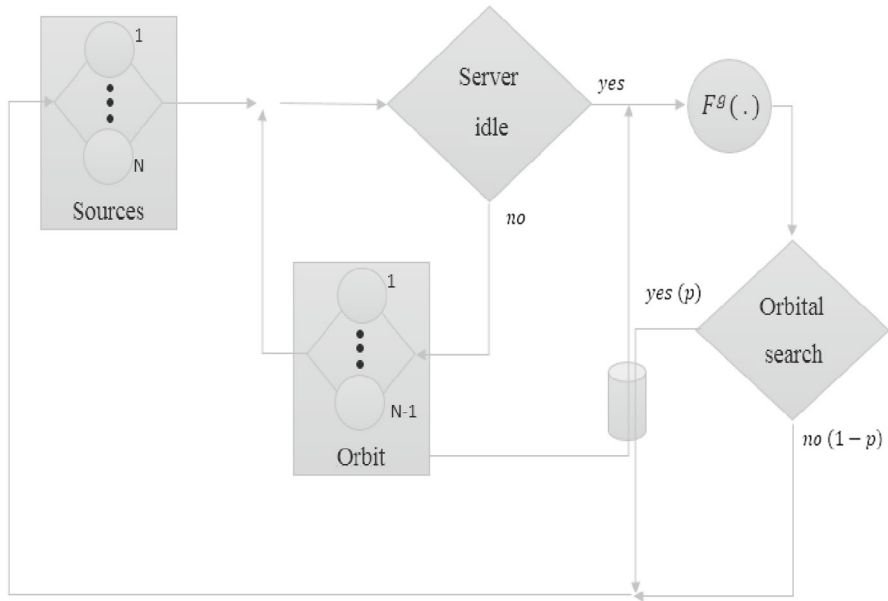 1
N
Sources
Server
idle
yes
F^g(.)
no
1
N-1
Orbit
yes (p)
Orbital
search
no (1 − p)